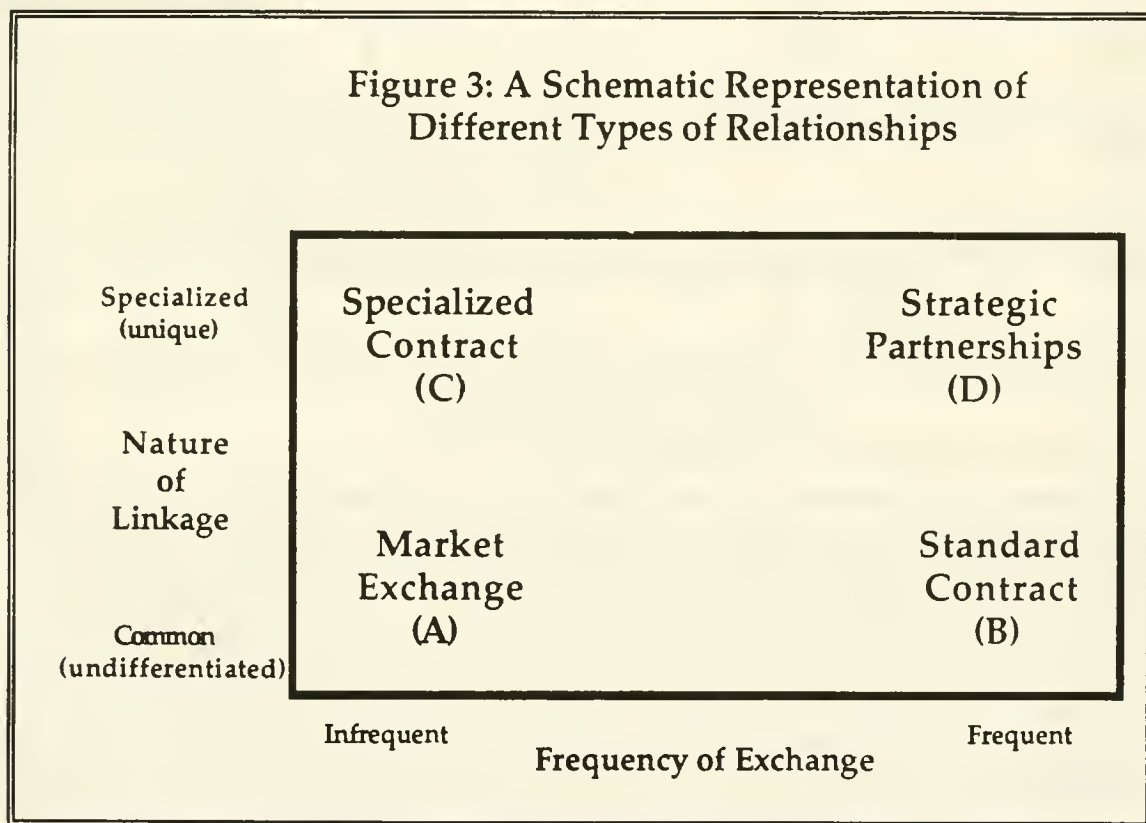 Figure 3: A Schematic Representation of
Different Types of Relationships
Specialized
(unique)
Specialized
Contract
(C)
Strategic
Partnerships
(D)
Nature
of
Linkage
Market
Exchange
(A)
Standard
Contract
(B)
Common
(undifferentiated)
Infrequent
Frequent
Frequency of Exchange